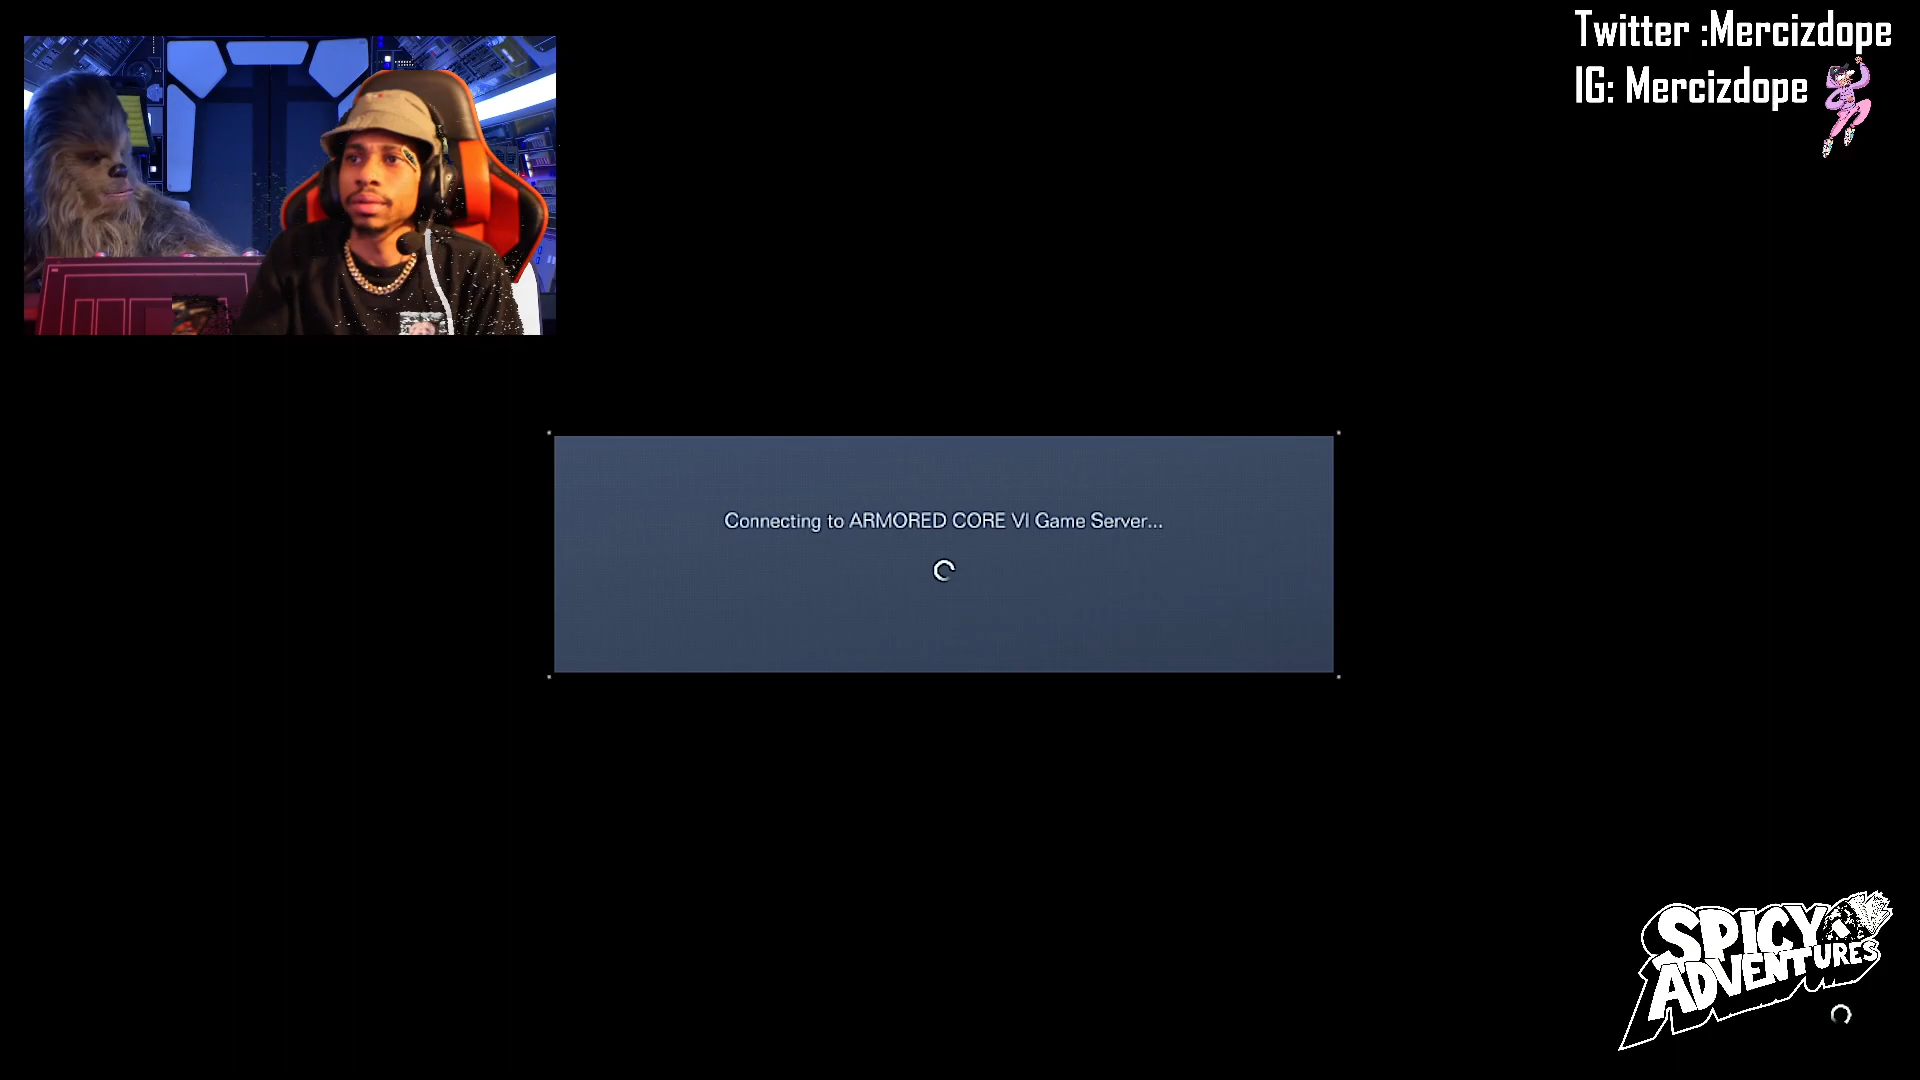 Twitter :Mercizdope
IG: Mercizdope
Connecting to ARMORED CORE VI Game Server...
SPICY
ADVENTURES